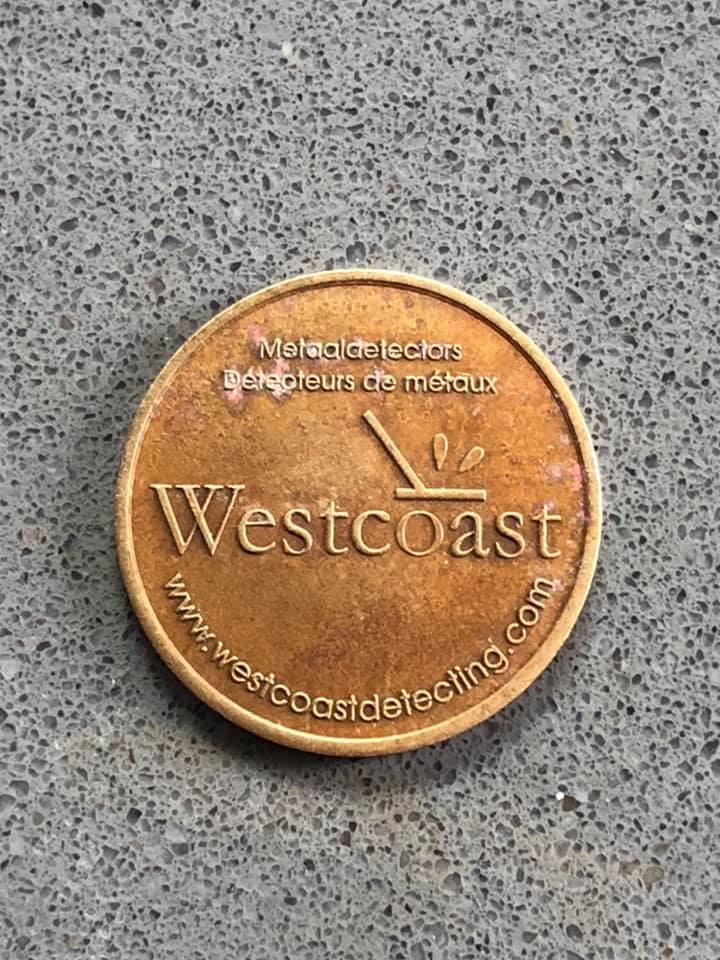 Metaaldetectors
Détecteurs de métaux
Westcoast
www.westcoastdetecting.com